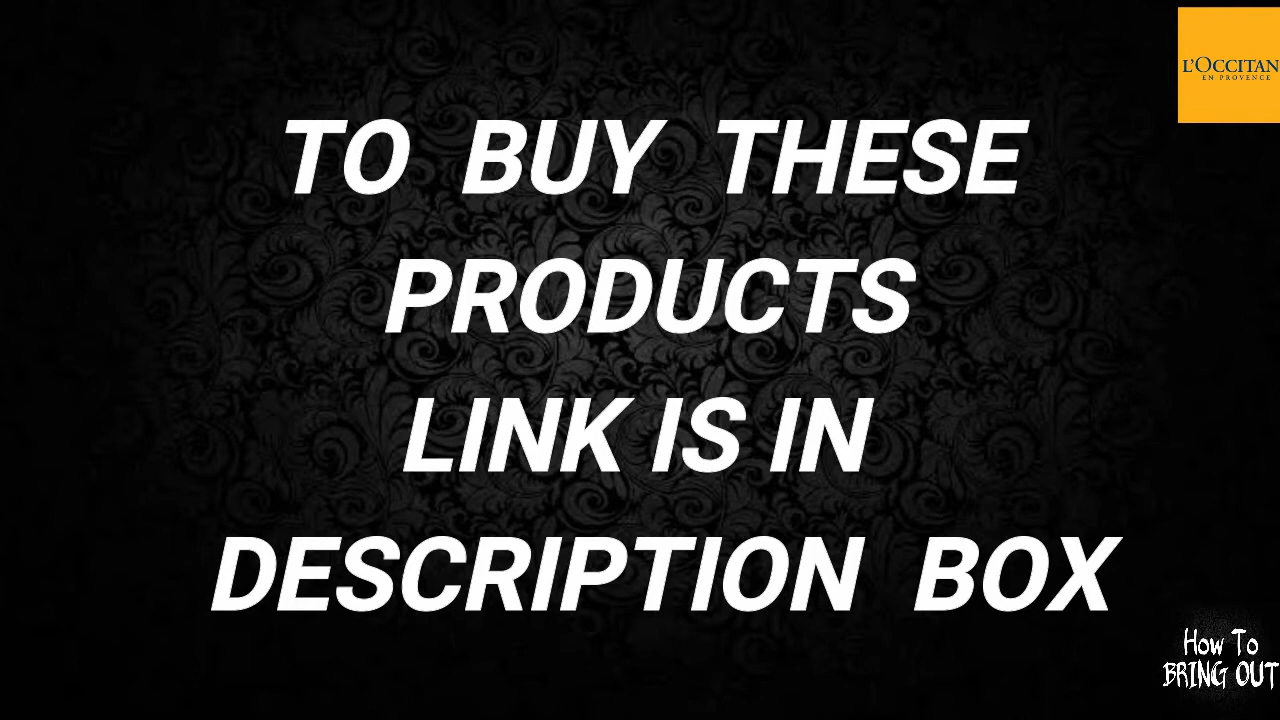 L'OCCITAN
EN PROVENCE
TO BUY THESE
PRODUCTS
LINK IS IN
DESCRIPTION BOX
How To
BRING OUT